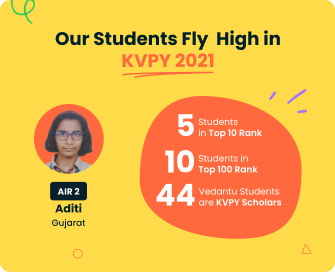 Our Students Fly High in
KVPY 2021
5 Students
in Top 10 Rank
10 Students in
Top 100 Rank
44 Vedantu Students
are KVPY Scholars
AIR 2
Aditi
Gujarat